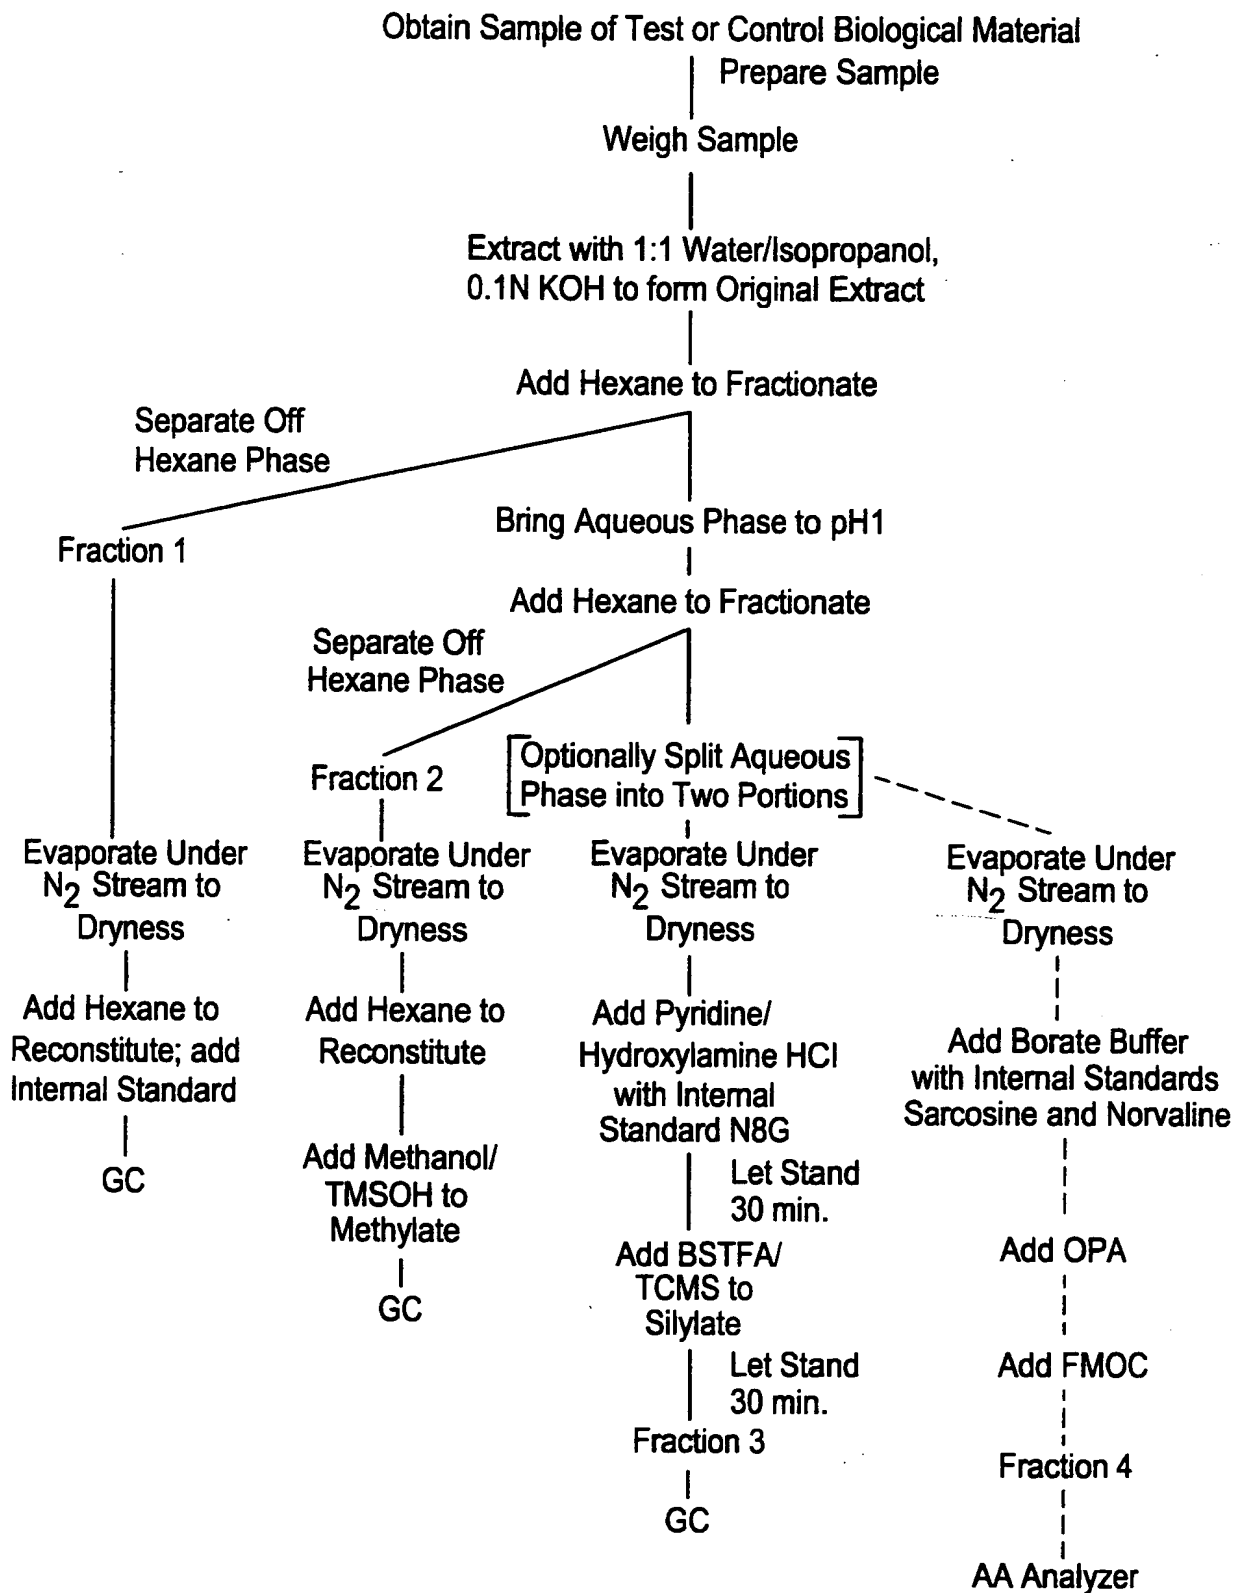 Obtain Sample of Test or Control Biological Material
Prepare Sample
Weigh Sample
Extract with 1:1 Water/Isopropanol,
0.1N KOH to form Original Extract
Add Hexane to Fractionate
Separate Off
Hexane Phase
Fraction 1
Bring Aqueous Phase to pH1
Add Hexane to Fractionate
Separate Off
Hexane Phase
Fraction 2
[Optionally Split Aqueous
Phase into Two Portions]
Evaporate Under
N2 Stream to
Dryness
Add Hexane to
Reconstitute; add
Internal Standard
GC
Evaporate Under
N2 Stream to
Dryness
Add Hexane to
Reconstitute
Add Methanol/
TMSOH to
Methylate
GC
Evaporate Under
N2 Stream to
Dryness
Add Pyridine/
Hydroxylamine HCl
with Internal
Standard N8G
Let Stand
30 min.
Add BSTFA/
TCMS to
Silylate
Let Stand
30 min.
Fraction 3
GC
Evaporate Under
N2 Stream to
Dryness
Add Borate Buffer
with Internal Standards
Sarcosine and Norvaline
Add OPA
Add FMOC
Fraction 4
AA Analyzer